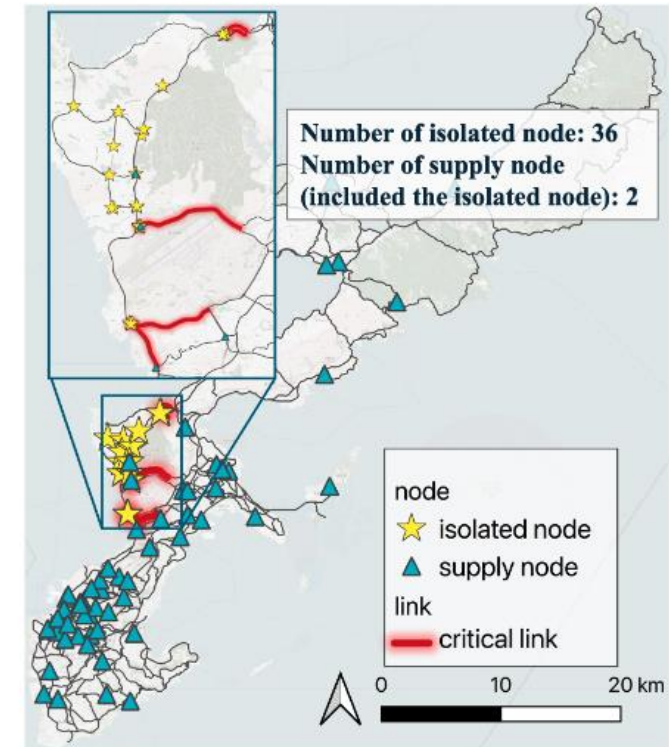 Number of isolated node: 36
Number of supply node
(included the isolated node): 2
node
isolated node
supply node
link
critical link
0
10
20 km